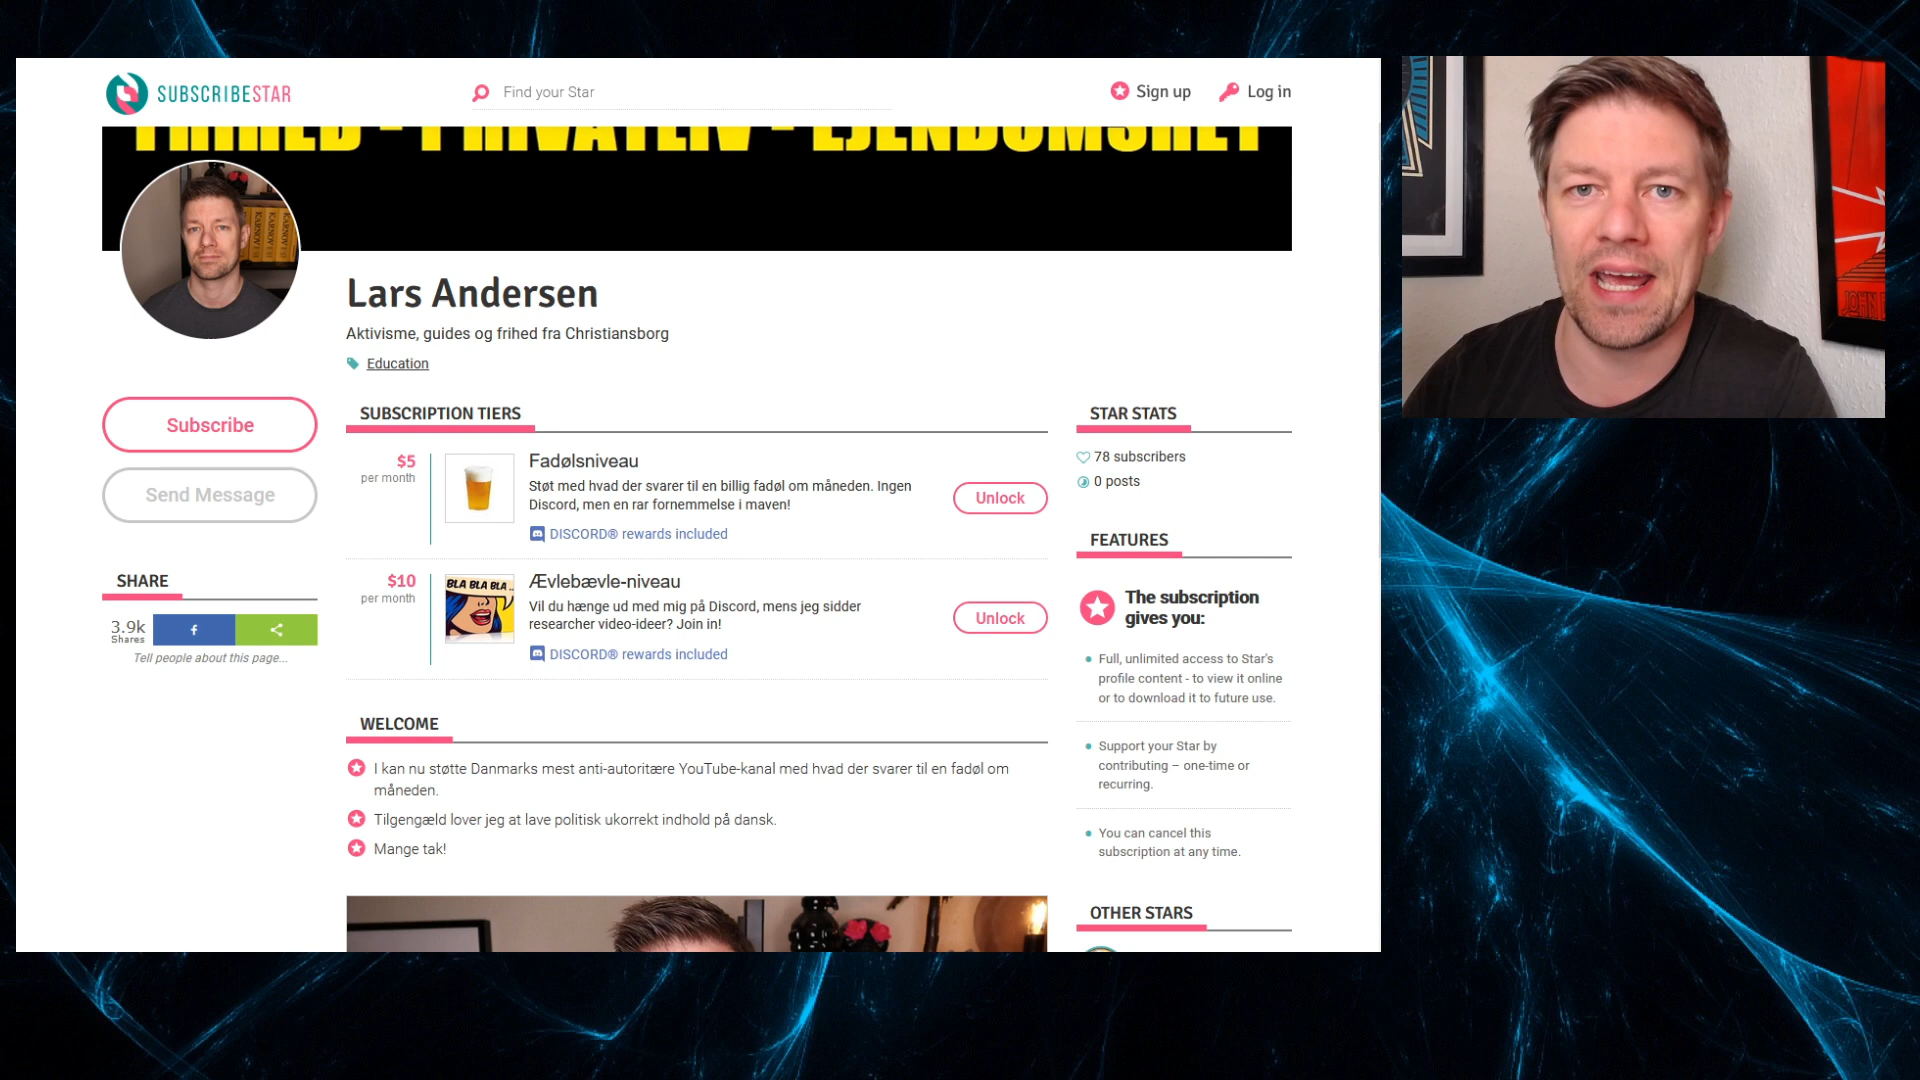 SUBSCRIBESTAR
Find your Star
Sign up
Log in
FRIHED - PRIVATLIV - EJENDOMSRET
KARNOV
KARNOV
KARNOV
Lars Andersen
Aktivisme, guides og frihed fra Christiansborg
Education
Subscribe
Send Message
SHARE
3.9k
Shares
Tell people about this page...
SUBSCRIPTION TIERS
$5
per month
Fadølsniveau
Støt med hvad der svarer til en billig fadøl om måneden. Ingen
Discord, men en rar fornemmelse i maven!
DISCORD® rewards included
Unlock
$10
per month
BLA BLA BLA..
Ævlebævle-niveau
Vil du hænge ud med mig på Discord, mens jeg sidder
researcher video-ideer? Join in!
DISCORD® rewards included
Unlock
WELCOME
I kan nu støtte Danmarks mest anti-autoritære YouTube-kanal med hvad der svarer til en fadøl om
måneden.
Tilgengæld lover jeg at lave politisk ukorrekt indhold på dansk.
Mange tak!
STAR STATS
78 subscribers
0 posts
FEATURES
The subscription
gives you:
Full, unlimited access to Star's
profile content - to view it online
or to download it to future use.
Support your Star by
contributing – one-time or
recurring.
You can cancel this
subscription at any time.
OTHER STARS
JOHN